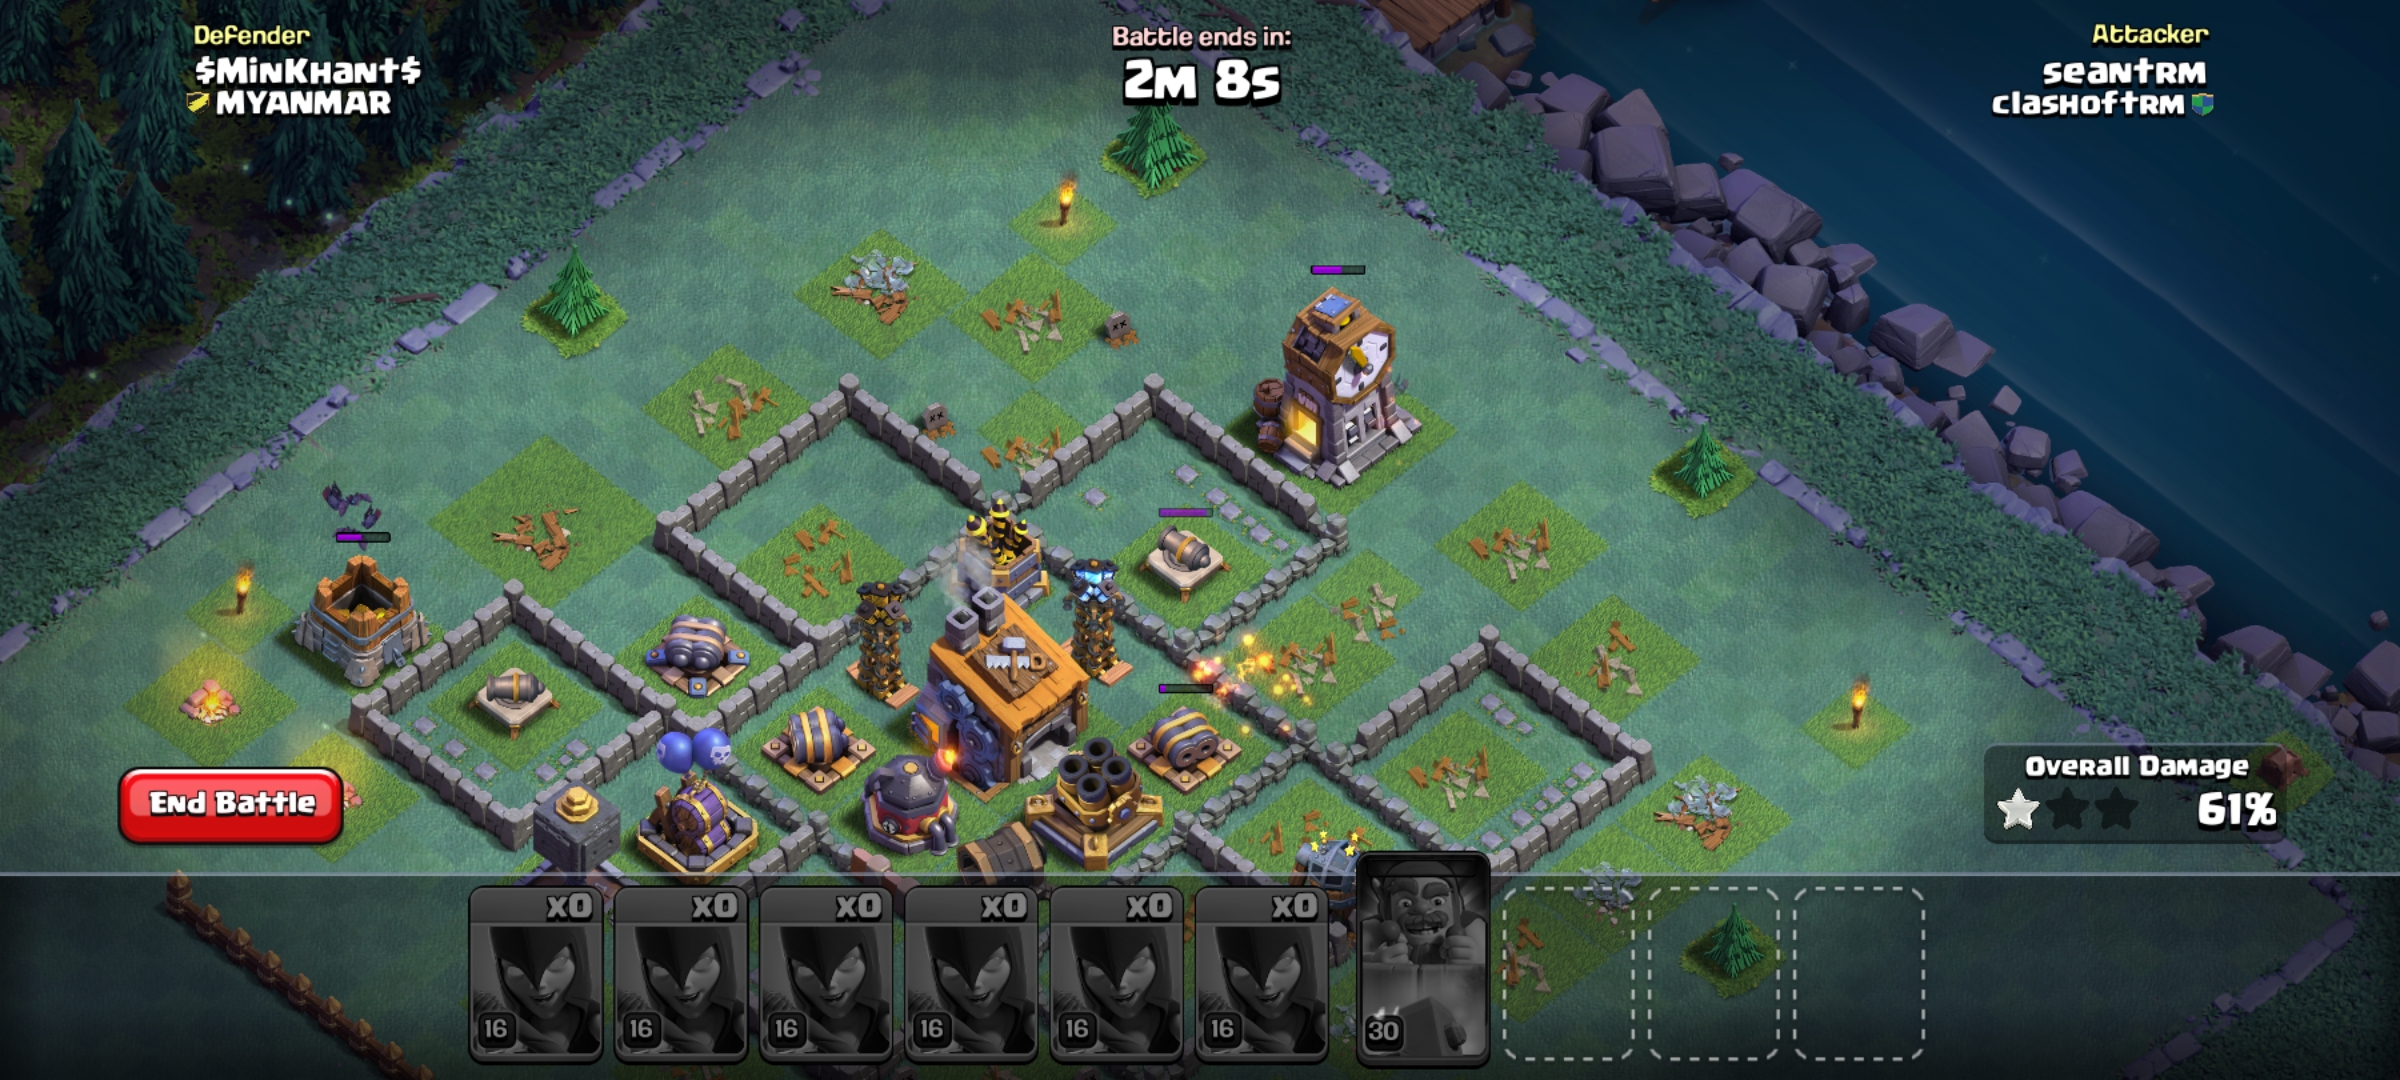 Defender
$MinKhant$
MYANMAR
Battle ends in:
2M 8s
Attacker
seantRM
clashoftRM
End Battle
Overall Damage
61%
x0
x0
x0
x0
x0
x0
16
16
16
16
16
16
30